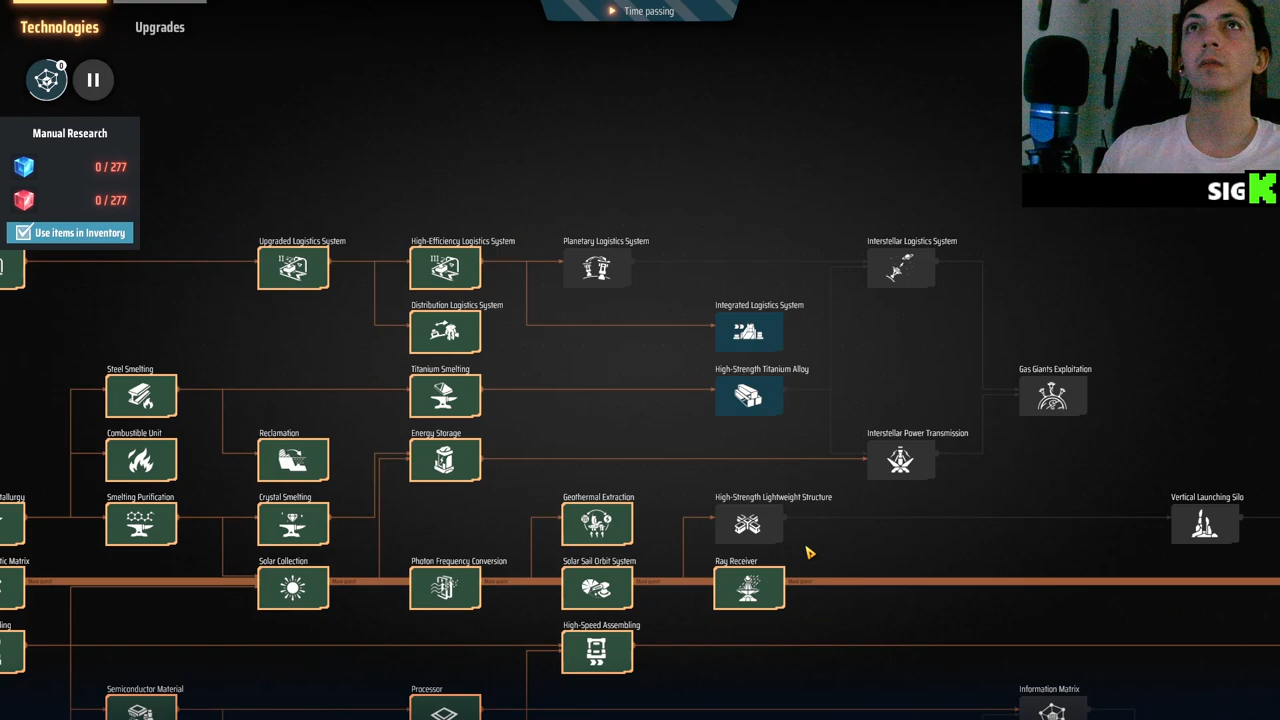 Technologies
Upgrades
Time passing
0
Manual Research
0 / 277
0 / 277
Use items in Inventory
SIG K
Upgraded Logistics System
High-Efficiency Logistics System
Planetary Logistics System
Interstellar Logistics System
Distribution Logistics System
Integrated Logistics System
Steel Smelting
Titanium Smelting
High-Strength Titanium Alloy
Gas Giants Exploitation
Combustible Unit
Reclamation
Energy Storage
Interstellar Power Transmission
Smelting Purification
Crystal Smelting
Geothermal Extraction
High-Strength Lightweight Structure
Vertical Launching Silo
Solar Collection
Photon Frequency Conversion
Solar Sail Orbit System
Ray Receiver
High-Speed Assembling
Semiconductor Material
Processor
Information Matrix